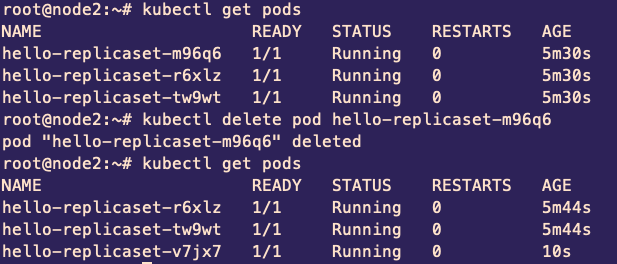 root@node2:~# kubectl get pods
NAME READY STATUS RESTARTS AGE
hello-replicaset-m96q6 1/1 Running 0 5m30s
hello-replicaset-r6xlz 1/1 Running 0 5m30s
hello-replicaset-tw9wt 1/1 Running 0 5m30s
root@node2:~# kubectl delete pod hello-replicaset-m96q6
pod "hello-replicaset-m96q6" deleted
root@node2:~# kubectl get pods
NAME READY STATUS RESTARTS AGE
hello-replicaset-r6xlz 1/1 Running 0 5m44s
hello-replicaset-tw9wt 1/1 Running 0 5m44s
hello-replicaset-v7jx7 1/1 Running 0 10s